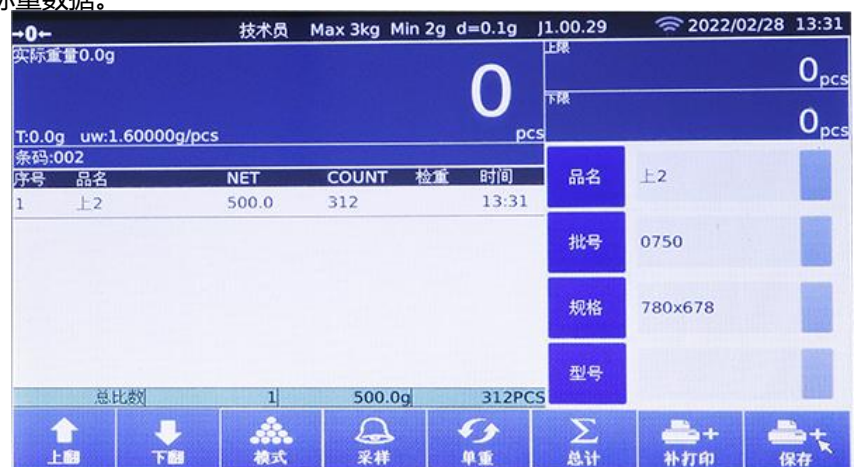 称重数据。
→0← 技术员 Max 3kg Min 2g d=0.1g J1.00.29 2022/02/28 13:31
实际重量0.0g
0
pcs
T:0.0g uw:1.60000g/pcs
上限
0pcs
下限
0pcs
条码:002
序号 品名 NET COUNT 检重 时间
1 上2 500.0 312 13:31
总比数 1 500.0g 312PCS
品名 上2
批号 0750
规格 780x678
型号
上翻 下翻 模式 采样 单重 总计 补打印 保存